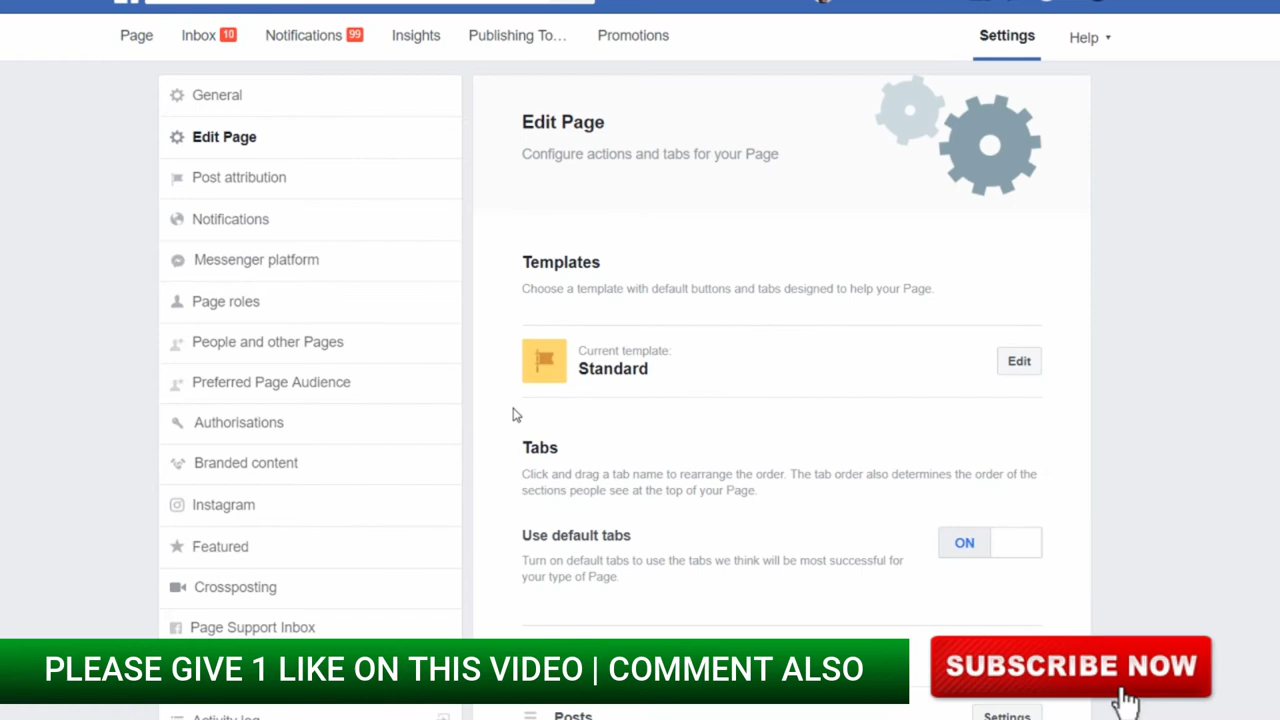 Page
Inbox 10
Notifications 99
Insights
Publishing To...
Promotions
Settings
Help
General
Edit Page
Post attribution
Notifications
Messenger platform
Page roles
People and other Pages
Preferred Page Audience
Authorisations
Branded content
Instagram
Featured
Crossposting
Page Support Inbox
Activity log
Edit Page
Configure actions and tabs for your Page
Templates
Choose a template with default buttons and tabs designed to help your Page.
Current template:
Standard
Edit
Tabs
Click and drag a tab name to rearrange the order. The tab order also determines the order of the
sections people see at the top of your Page.
Use default tabs
ON
Turn on default tabs to use the tabs we think will be most successful for
your type of Page.
Posts
Settings
PLEASE GIVE 1 LIKE ON THIS VIDEO | COMMENT ALSO
SUBSCRIBE NOW